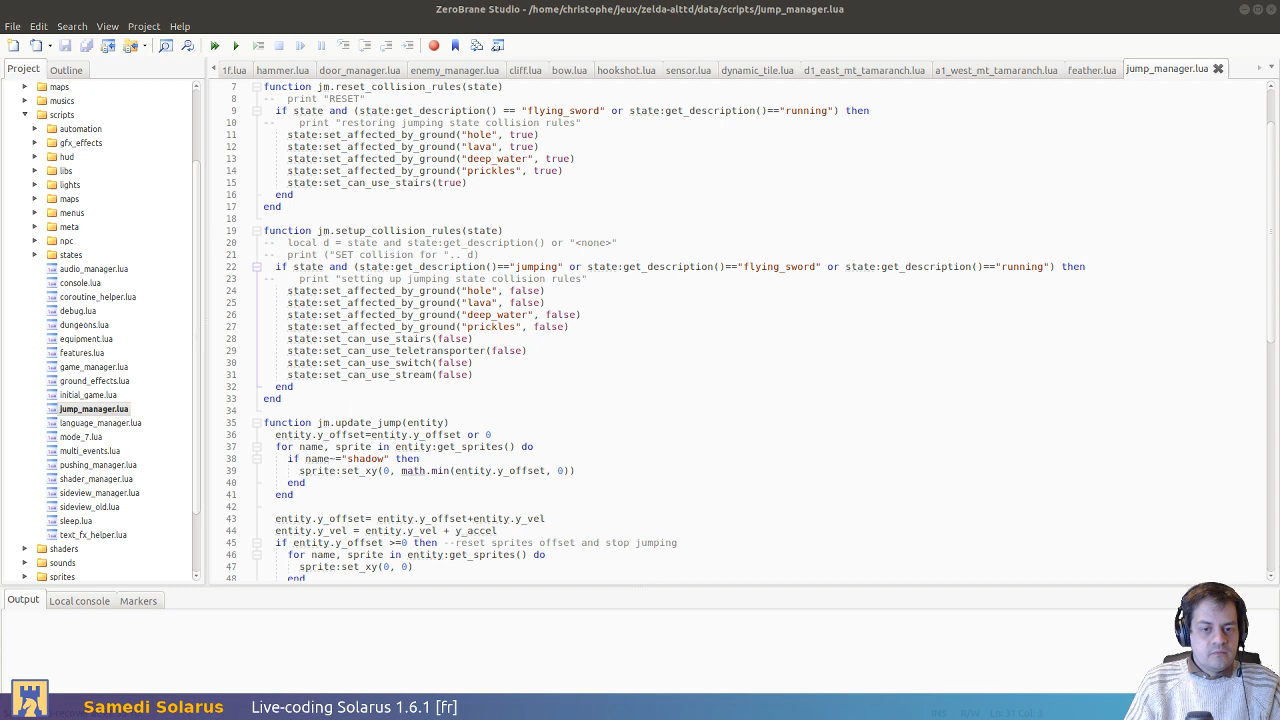 ZeroBrane Studio - /home/christophe/jeux/zelda-alttd/data/scripts/jump_manager.lua
File Edit Search View Project Help
Project Outline
1f.lua hammer.lua door_manager.lua enemy_manager.lua cliff.lua bow.lua hookshot.lua sensor.lua dynamic_tile.lua d1_east_mt_tamaranch.lua a1_west_mt_tamaranch.lua feather.lua jump_manager.lua
maps
musics
scripts
automation
gfx_effects
hud
libs
lights
maps
menus
meta
npc
states
audio_manager.lua
console.lua
coroutine_helper.lua
debug.lua
dungeons.lua
equipment.lua
features.lua
game_manager.lua
ground_effects.lua
initial_game.lua
jump_manager.lua
language_manager.lua
mode_7.lua
multi_events.lua
pushing_manager.lua
shader_manager.lua
sideview_manager.lua
sideview_old.lua
sleep.lua
text_fx_helper.lua
shaders
sounds
sprites
7 function jm.reset_collision_rules(state)
8 -- print "RESET"
9 if state and (state:get_description() == "flying_sword" or state:get_description()=="running") then
10 -- print "restoring jumping state collision rules"
11 state:set_affected_by_ground("hole", true)
12 state:set_affected_by_ground("lava", true)
13 state:set_affected_by_ground("deep_water", true)
14 state:set_affected_by_ground("prickles", true)
15 state:set_can_use_stairs(true)
16 end
17 end
18
19 function jm.setup_collision_rules(state)
20 -- local d = state and state:get_description() or "<none>"
21 -- print ("SET collision for ".. d)
22 if state and (state:get_description()=="jumping" or state:get_description()=="flying_sword" or state:get_description()=="running") then
23 -- print "setting up jumping state collision rules"
24 state:set_affected_by_ground("hole", false)
25 state:set_affected_by_ground("lava", false)
26 state:set_affected_by_ground("deep_water", false)
27 state:set_affected_by_ground("prickles", false)
28 state:set_can_use_stairs(false)
29 state:set_can_use_teletransporter(false)
30 state:set_can_use_switch(false)
31 state:set_can_use_stream(false)
32 end
33 end
34
35 function jm.update_jump(entity)
36 entity.y_offset=entity.y_offset or 0
37 for name, sprite in entity:get_sprites() do
38 if name~="shadow" then
39 sprite:set_xy(0, math.min(entity.y_offset, 0))
40 end
41 end
42
43 entity.y_offset= entity.y_offset+entity.y_vel
44 entity.y_vel = entity.y_vel + y_accel
45 if entity.y_offset >=0 then --reset sprites offset and stop jumping
46 for name, sprite in entity:get_sprites() do
47 sprite:set_xy(0, 0)
48 end
Output Local console Markers
Samedi Solarus Live-coding Solarus 1.6.1 [fr]